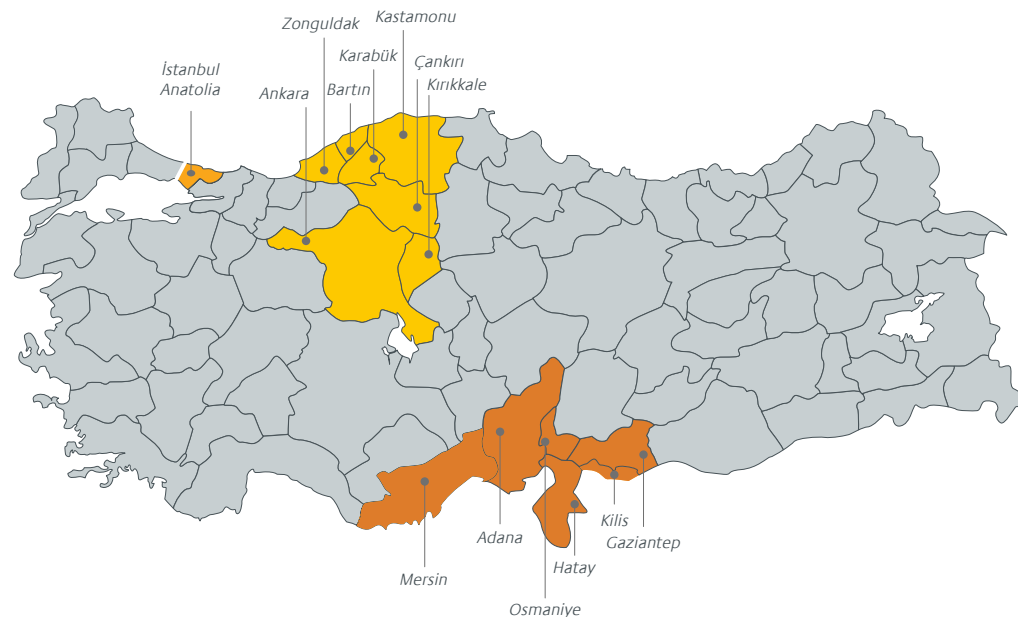 Zonguldak
Kastamonu
Karabük
Çankırı
İstanbul
Anatolia
Ankara
Bartın
Kırıkkale
Mersin
Adana
Osmaniye
Hatay
Kilis
Gaziantep